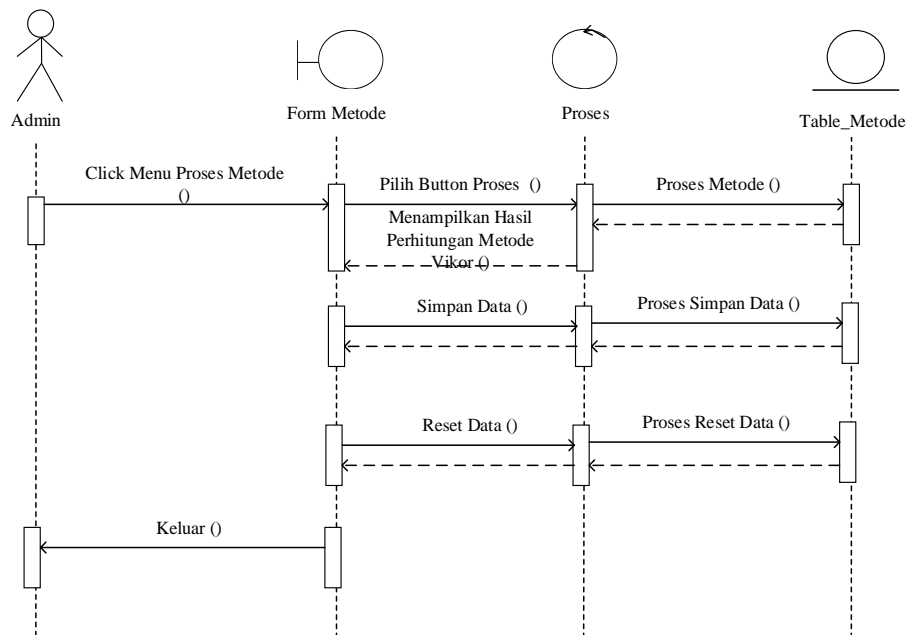 Admin
Form Metode
Proses
Table_Metode
Click Menu Proses Metode
()
Pilih Button Proses ()
Proses Metode ()
Menampilkan Hasil
Perhitungan Metode
Vikor ()
Simpan Data ()
Proses Simpan Data ()
Reset Data ()
Proses Reset Data ()
Keluar ()